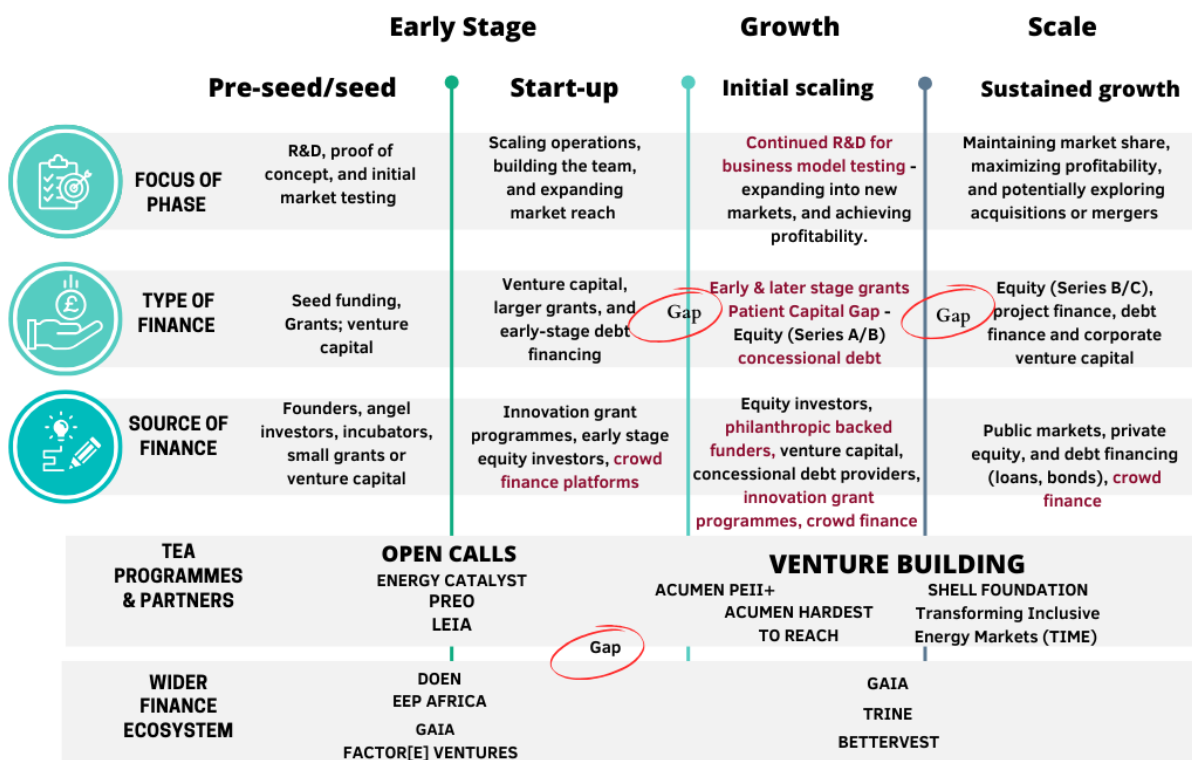 Early Stage
Growth
Scale
Pre-seed/seed
Start-up
Initial scaling
Sustained growth
FOCUS OF
PHASE
R&D, proof of
concept, and initial
market testing
Scaling operations,
building the team,
and expanding
market reach
Continued R&D for
business model testing -
expanding into new
markets, and achieving
profitability.
Maintaining market share,
maximizing profitability,
and potentially exploring
acquisitions or mergers
TYPE OF
FINANCE
£
Seed funding,
Grants; venture
capital
Venture capital,
larger grants, and
early-stage debt
financing
Gap
Early & later stage grants
Patient Capital Gap -
Equity (Series A/B)
concessional debt
Gap
Equity (Series B/C),
project finance, debt
finance and corporate
venture capital
SOURCE OF
FINANCE
Founders, angel
investors, incubators,
small grants or
venture capital
Innovation grant
programmes, early stage
equity investors, crowd
finance platforms
Equity investors,
philanthropic backed
funders, venture capital,
concessional debt providers,
innovation grant
programmes, crowd finance
Public markets, private
equity, and debt financing
(loans, bonds), crowd
finance
TEA
PROGRAMMES
& PARTNERS
OPEN CALLS
ENERGY CATALYST
PREO
LEIA
VENTURE BUILDING
ACUMEN PEII+
ACUMEN HARDEST
TO REACH
SHELL FOUNDATION
Transforming Inclusive
Energy Markets (TIME)
Gap
WIDER
FINANCE
ECOSYSTEM
DOEN
EEP AFRICA
GAIA
FACTOR[E] VENTURES
GAIA
TRINE
BETTERVEST